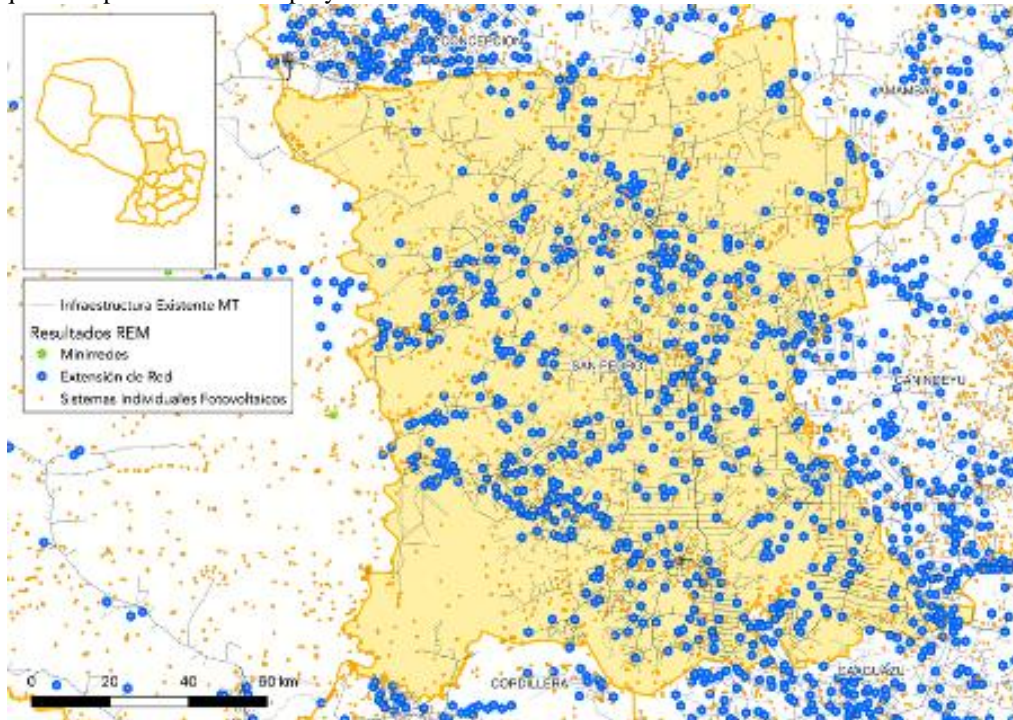 CONCEPCION
AMAMBAY
Infraestructura Existente MT
Resultados REM
Minirredes
Extensión de Red
Sistemas Individuales Fotovoltaicos
SAN PEDRO
CANINDEYU
0 20 40 60 km
CORDILLERA
CAAGUAZU